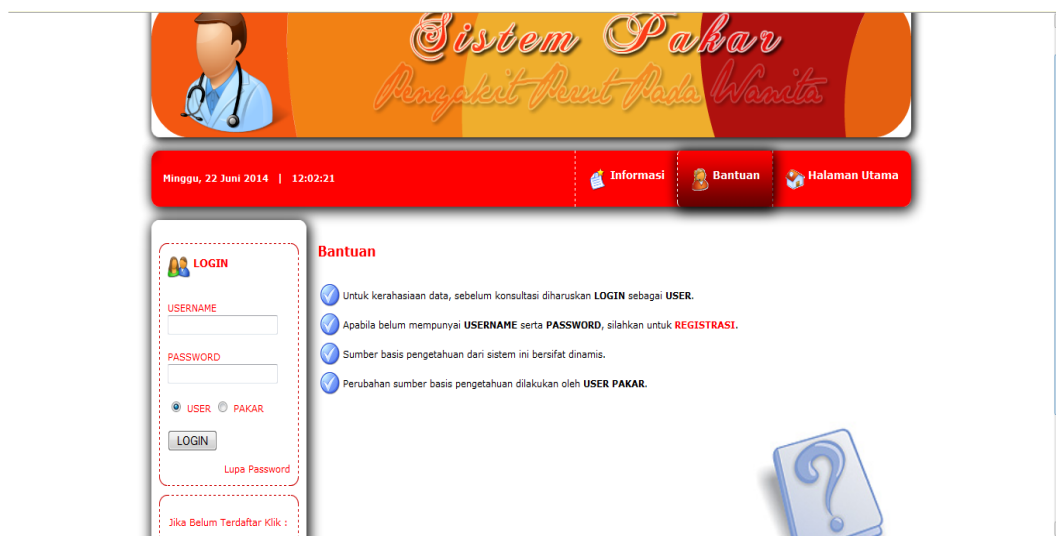 Sistem Pakar
Penyakit Perut Pada Wanita
Minggu, 22 Juni 2014 | 12:02:21
Informasi
Bantuan
Halaman Utama
LOGIN
USERNAME
PASSWORD
USER PAKAR
LOGIN
Lupa Password
Jika Belum Terdaftar Klik :
Bantuan
Untuk kerahasiaan data, sebelum konsultasi diharuskan LOGIN sebagai USER.
Apabila belum mempunyai USERNAME serta PASSWORD, silahkan untuk REGISTRASI.
Sumber basis pengetahuan dari sistem ini bersifat dinamis.
Perubahan sumber basis pengetahuan dilakukan oleh USER PAKAR.